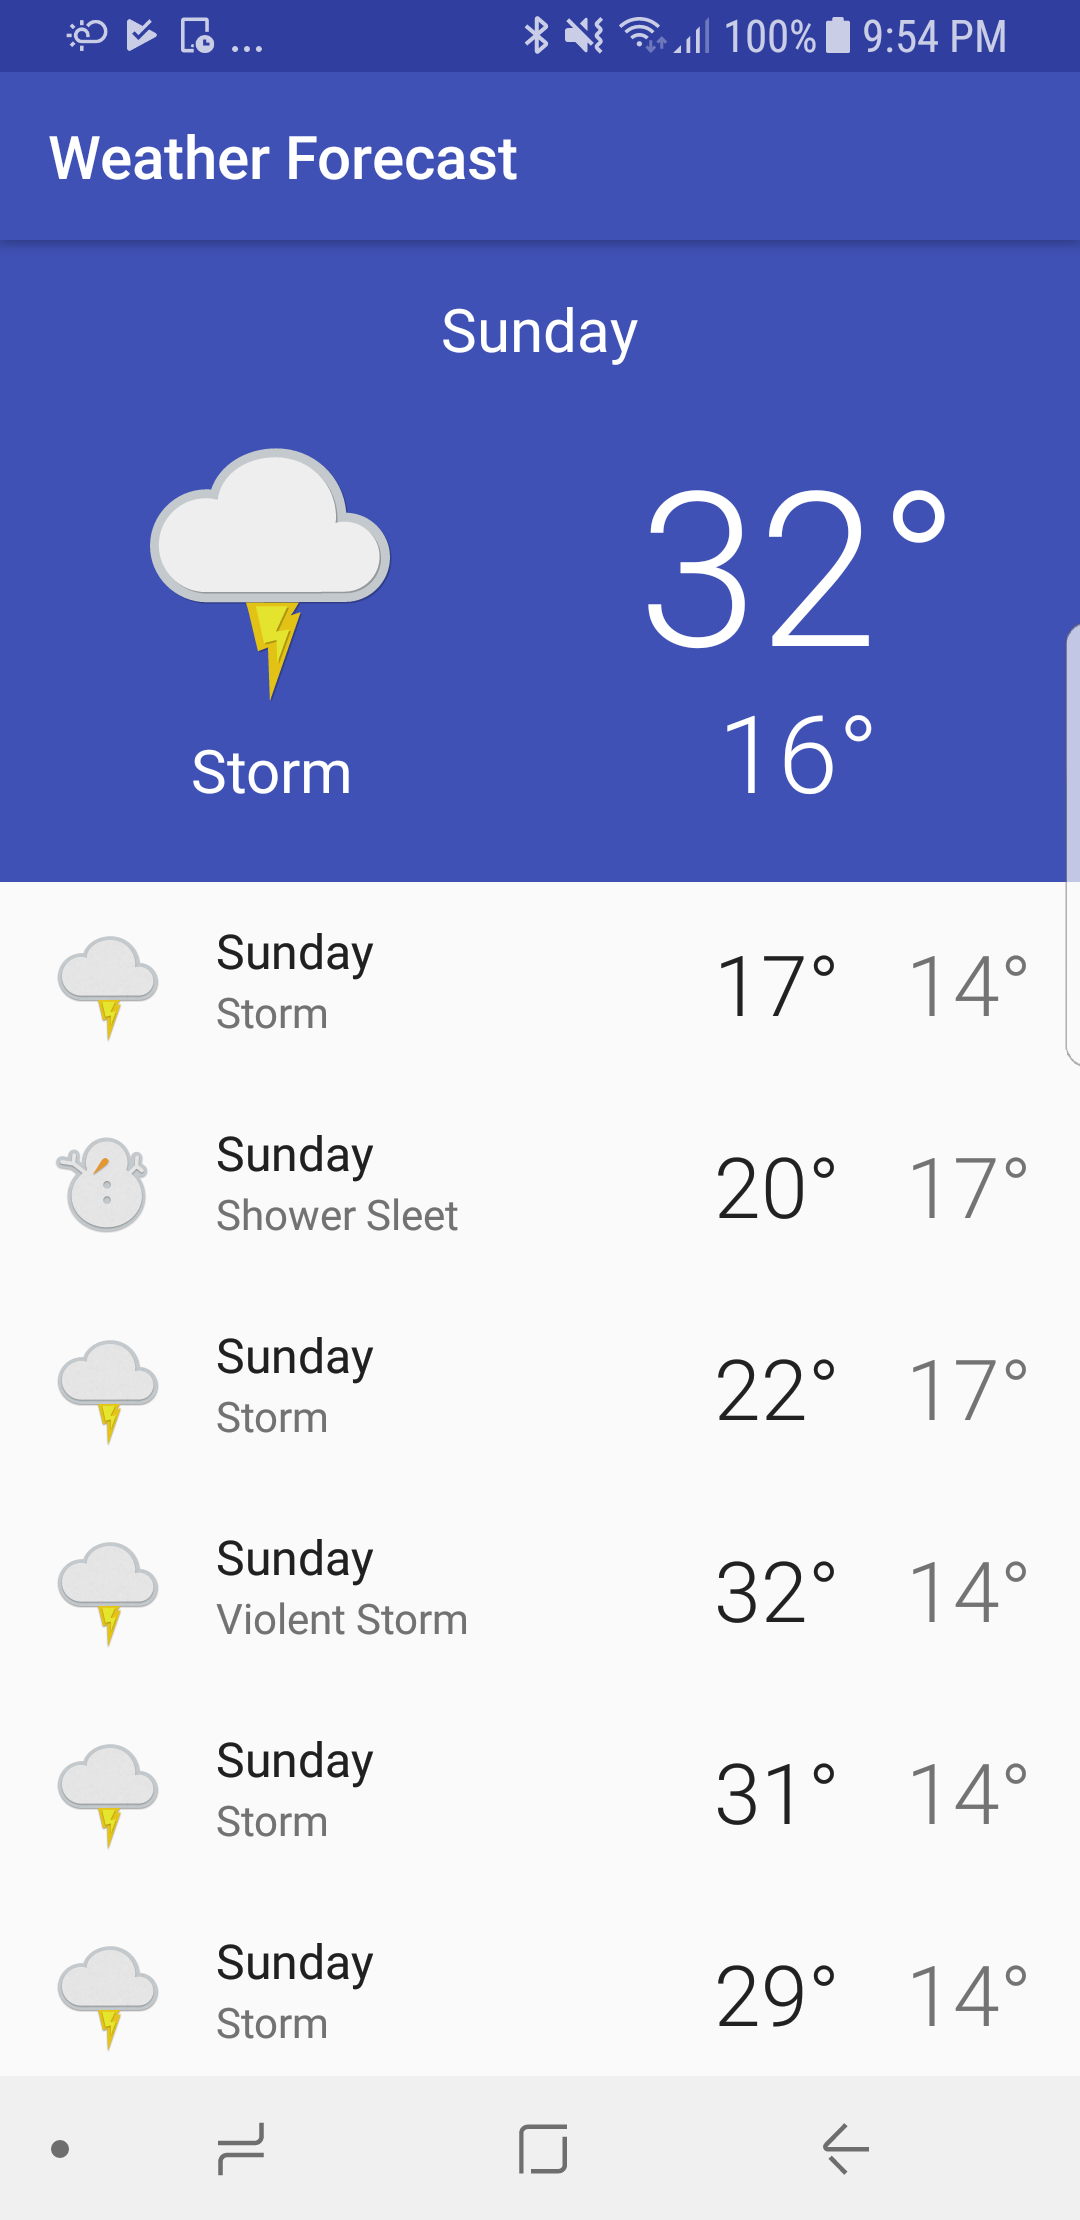 ... 100% 9:54 PM
Weather Forecast
Sunday
32°
16°
Storm
Sunday
Storm
17° 14°
Sunday
Shower Sleet
20° 17°
Sunday
Storm
22° 17°
Sunday
Violent Storm
32° 14°
Sunday
Storm
31° 14°
Sunday
Storm
29° 14°